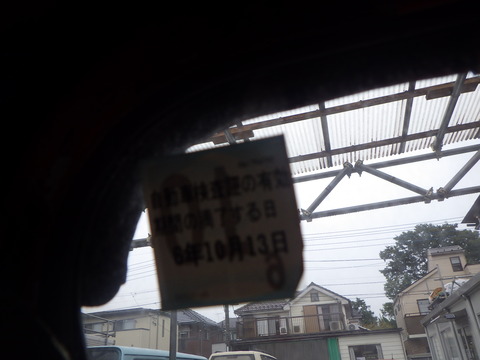 自動車検査証の有効
期間の満了する日
6年10月13日